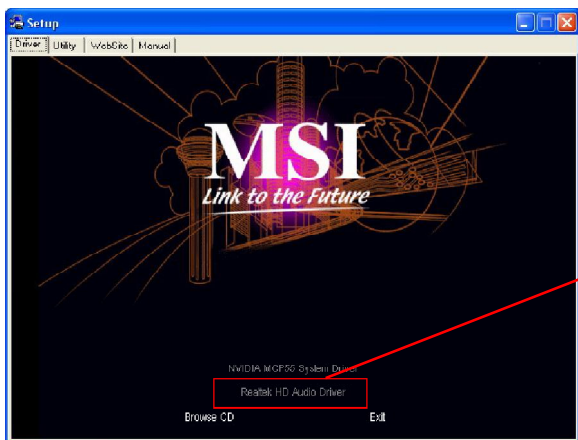 Setup
Driver Utility WebSite Manual
MSI
Link to the Future
NVIDIA MCP55 System Driver
Realtek HD Audio Driver
Browse CD Exit